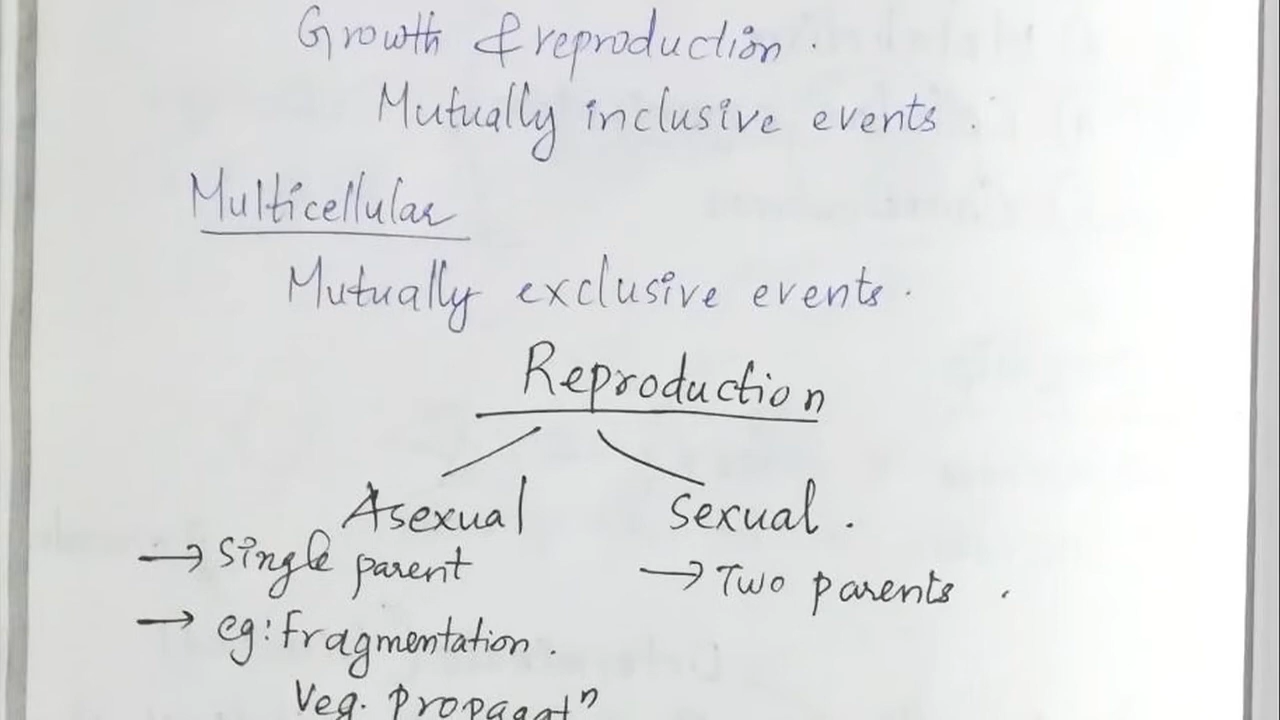 Growth & reproduction.
Mutually inclusive events.
Multicellular
Mutually exclusive events.
Reproduction
Asexual Sexual.
→ Single parent → Two parents.
→ eg: Fragmentation.
Veg. Propagatⁿ